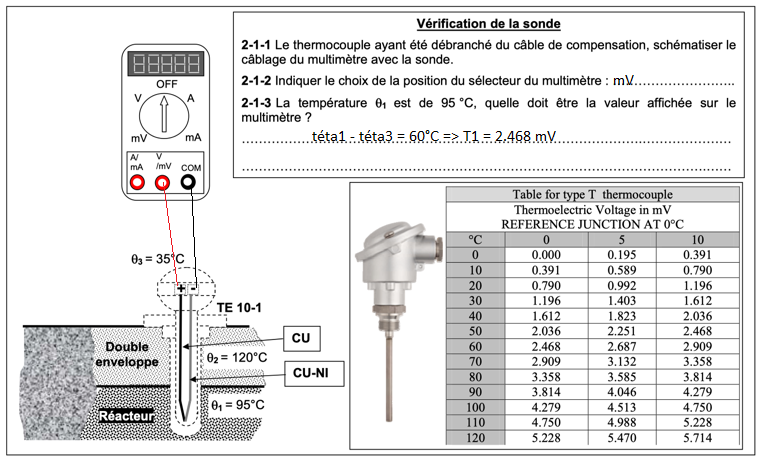 Vérification de la sonde
2-1-1 Le thermocouple ayant été débranché du câble de compensation, schématiser le
câblage du multimètre avec la sonde.
2-1-2 Indiquer le choix de la position du sélecteur du multimètre : mV........................
2-1-3 La température θ1 est de 95 °C, quelle doit être la valeur affichée sur le
multimètre ?
téta1 - téta3 = 60°C => T1 = 2,468 mV
OFF
V A
mV mA
A/ V
mA /mV COM
θ3 = 35°C
+ -
TE 10-1
CU
Double
enveloppe
θ2 = 120°C
CU-NI
Réacteur
θ1 = 95°C
Table for type T thermocouple
Thermoelectric Voltage in mV
REFERENCE JUNCTION AT 0°C
°C 0 5 10
0 0.000 0.195 0.391
10 0.391 0.589 0.790
20 0.790 0.992 1.196
30 1.196 1.403 1.612
40 1.612 1.823 2.036
50 2.036 2.251 2.468
60 2.468 2.687 2.909
70 2.909 3.132 3.358
80 3.358 3.585 3.814
90 3.814 4.046 4.279
100 4.279 4.513 4.750
110 4.750 4.988 5.228
120 5.228 5.470 5.714